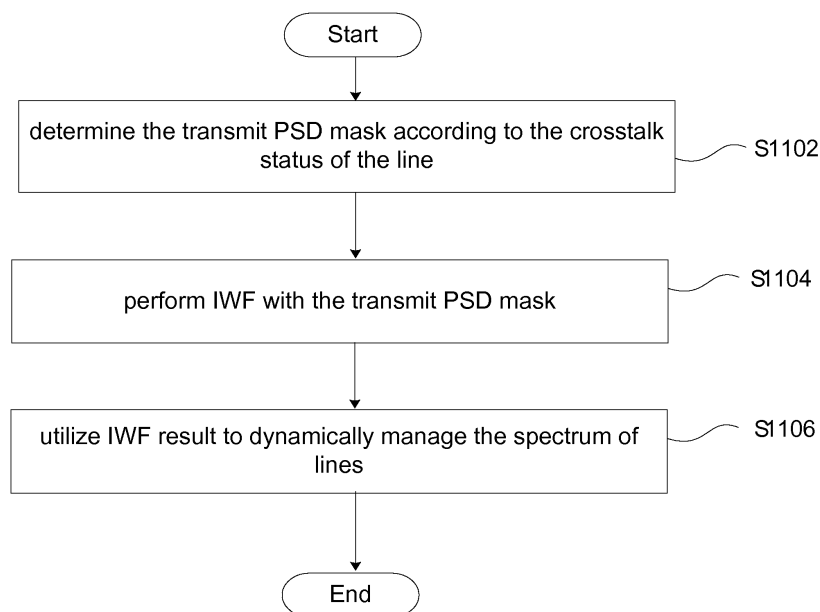 Start
determine the transmit PSD mask according to the crosstalk
status of the line
S1102
perform IWF with the transmit PSD mask
S1104
utilize IWF result to dynamically manage the spectrum of
lines
S1106
End